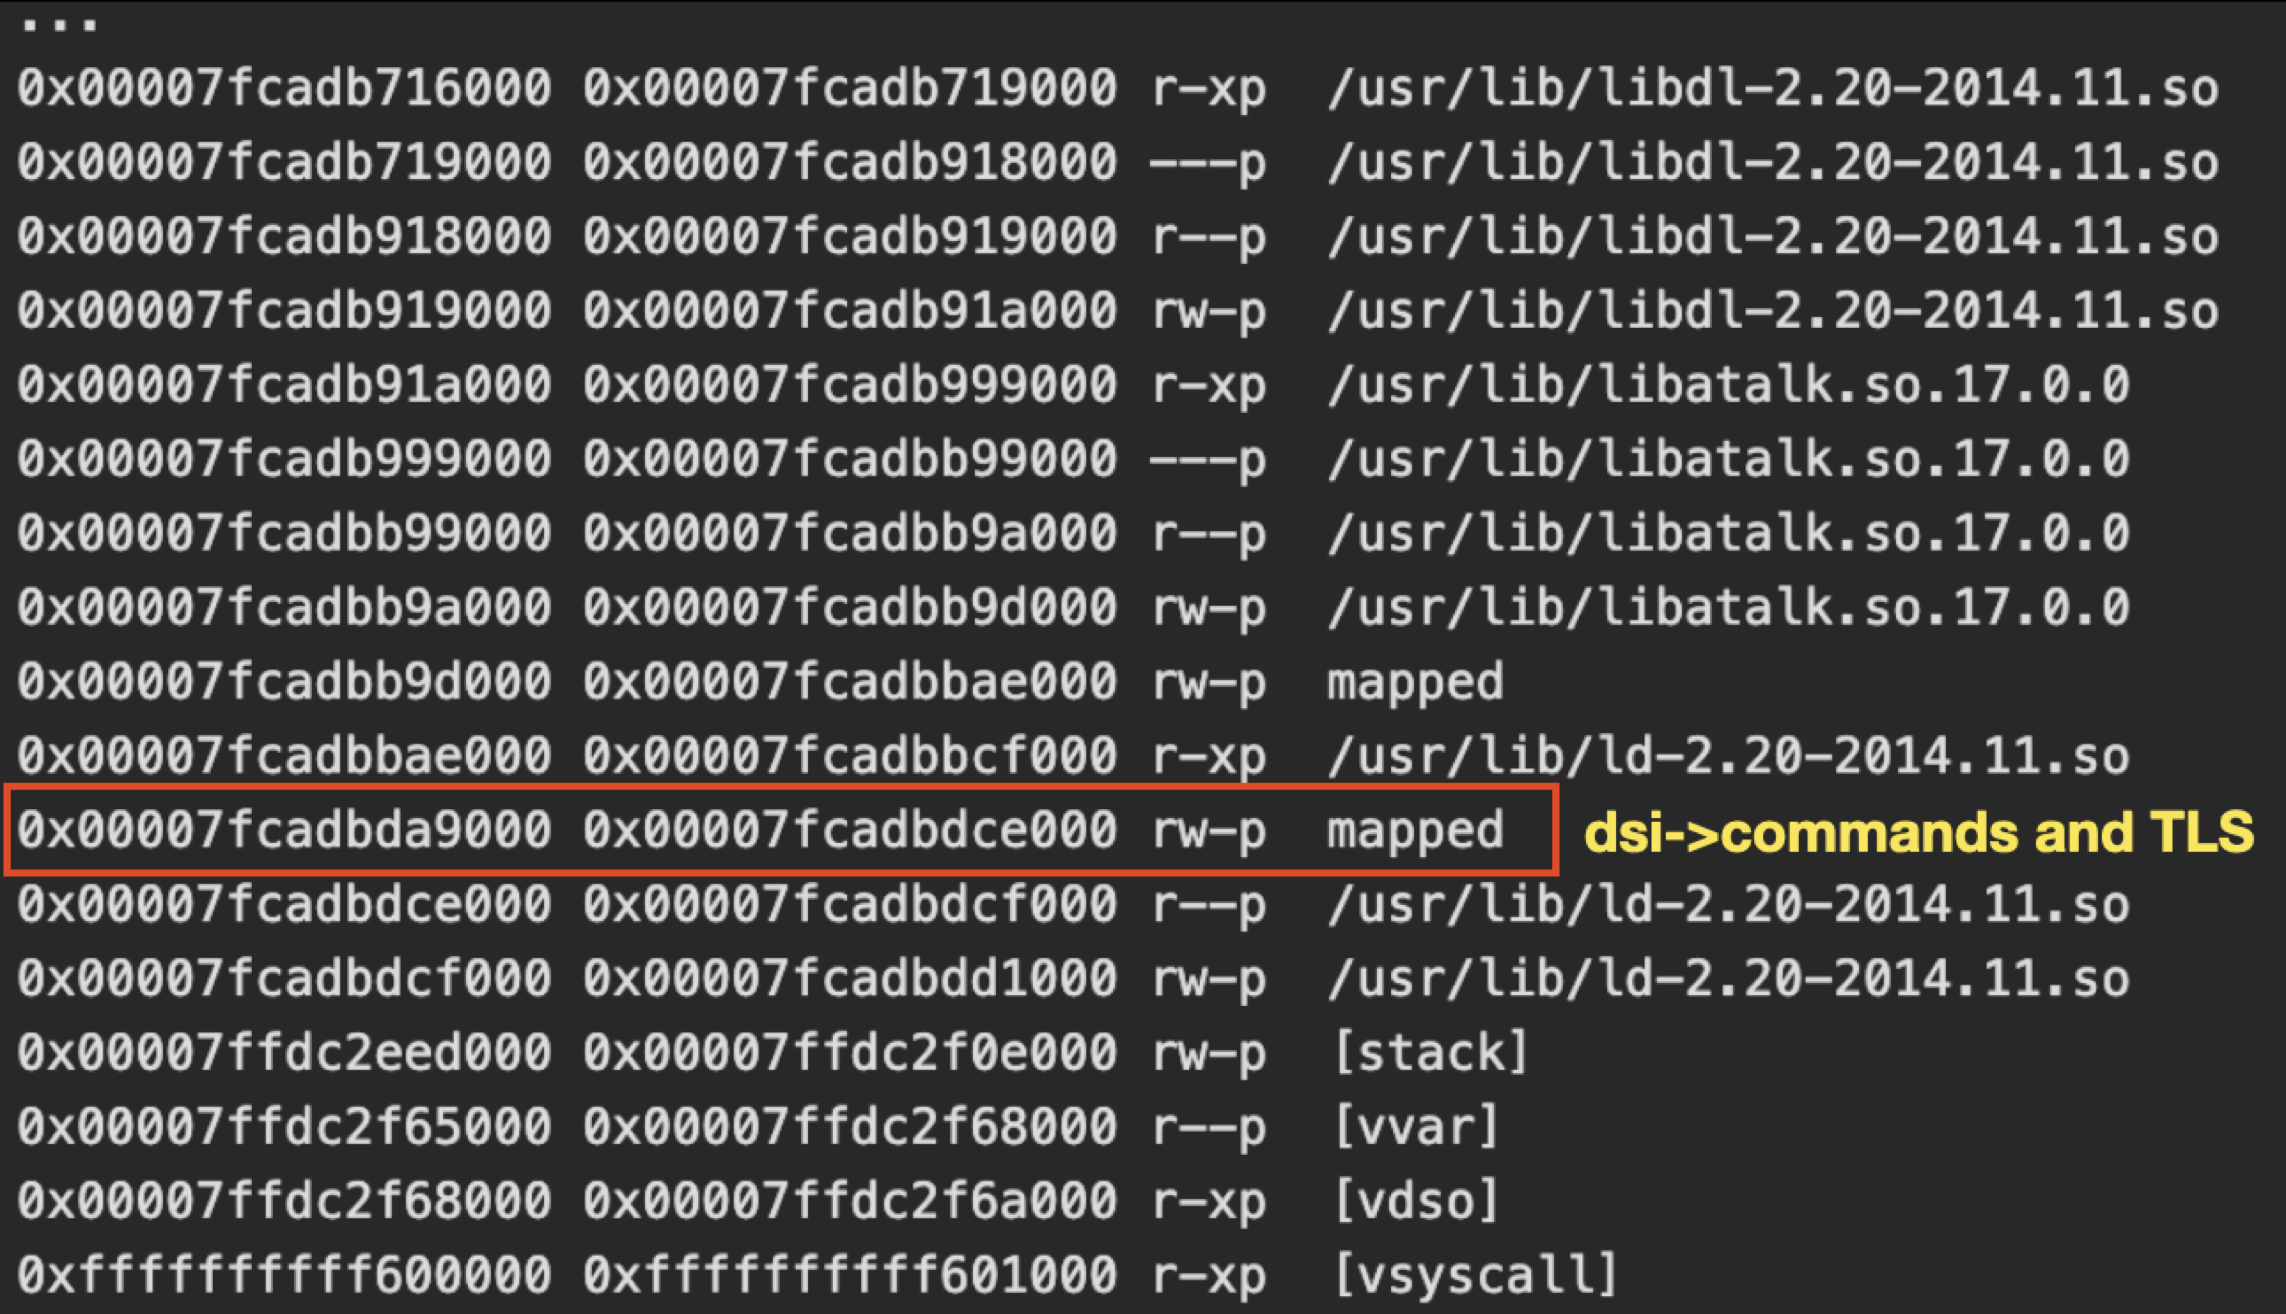 ...
0x00007fcadb716000 0x00007fcadb719000 r-xp /usr/lib/libdl-2.20-2014.11.so
0x00007fcadb719000 0x00007fcadb918000 ---p /usr/lib/libdl-2.20-2014.11.so
0x00007fcadb918000 0x00007fcadb919000 r--p /usr/lib/libdl-2.20-2014.11.so
0x00007fcadb919000 0x00007fcadb91a000 rw-p /usr/lib/libdl-2.20-2014.11.so
0x00007fcadb91a000 0x00007fcadb999000 r-xp /usr/lib/libatalk.so.17.0.0
0x00007fcadb999000 0x00007fcadbb99000 ---p /usr/lib/libatalk.so.17.0.0
0x00007fcadbb99000 0x00007fcadbb9a000 r--p /usr/lib/libatalk.so.17.0.0
0x00007fcadbb9a000 0x00007fcadbb9d000 rw-p /usr/lib/libatalk.so.17.0.0
0x00007fcadbb9d000 0x00007fcadbbae000 rw-p mapped
0x00007fcadbbae000 0x00007fcadbbcf000 r-xp /usr/lib/ld-2.20-2014.11.so
0x00007fcadbda9000 0x00007fcadbdce000 rw-p mapped dsi->commands and TLS
0x00007fcadbdce000 0x00007fcadbdcf000 r--p /usr/lib/ld-2.20-2014.11.so
0x00007fcadbdcf000 0x00007fcadbdd1000 rw-p /usr/lib/ld-2.20-2014.11.so
0x00007ffdc2eed000 0x00007ffdc2f0e000 rw-p [stack]
0x00007ffdc2f65000 0x00007ffdc2f68000 r--p [vvar]
0x00007ffdc2f68000 0x00007ffdc2f6a000 r-xp [vdso]
0xffffffffff600000 0xffffffffff601000 r-xp [vsyscall]